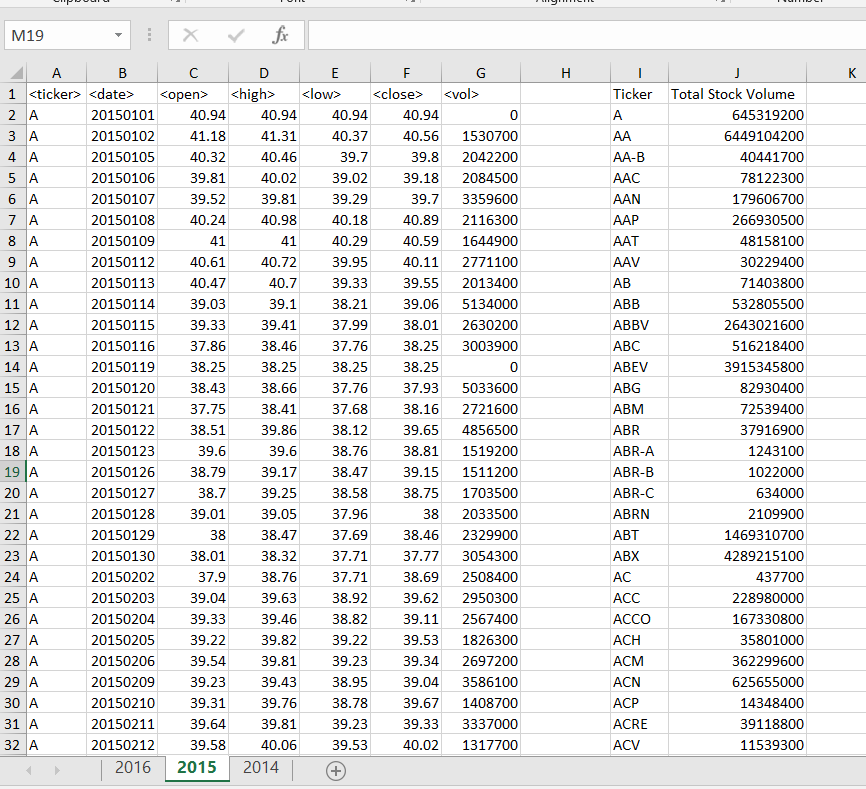 Clipboard Font Alignment Number
M19 fx
A B C D E F G H I J K
1 <ticker> <date> <open> <high> <low> <close> <vol> Ticker Total Stock Volume
2 A 20150101 40.94 40.94 40.94 40.94 0 A 645319200
3 A 20150102 41.18 41.31 40.37 40.56 1530700 AA 6449104200
4 A 20150105 40.32 40.46 39.7 39.8 2042200 AA-B 40441700
5 A 20150106 39.81 40.02 39.02 39.18 2084500 AAC 78122300
6 A 20150107 39.52 39.81 39.29 39.7 3359600 AAN 179606700
7 A 20150108 40.24 40.98 40.18 40.89 2116300 AAP 266930500
8 A 20150109 41 41 40.29 40.59 1644900 AAT 48158100
9 A 20150112 40.61 40.72 39.95 40.11 2771100 AAV 30229400
10 A 20150113 40.47 40.7 39.33 39.55 2013400 AB 71403800
11 A 20150114 39.03 39.1 38.21 39.06 5134000 ABB 532805500
12 A 20150115 39.33 39.41 37.99 38.01 2630200 ABBV 2643021600
13 A 20150116 37.86 38.46 37.76 38.25 3003900 ABC 516218400
14 A 20150119 38.25 38.25 38.25 38.25 0 ABEV 3915345800
15 A 20150120 38.43 38.66 37.76 37.93 5033600 ABG 82930400
16 A 20150121 37.75 38.41 37.68 38.16 2721600 ABM 72539400
17 A 20150122 38.51 39.86 38.12 39.65 4856500 ABR 37916900
18 A 20150123 39.6 39.6 38.76 38.81 1519200 ABR-A 1243100
19 A 20150126 38.79 39.17 38.47 39.15 1511200 ABR-B 1022000
20 A 20150127 38.7 39.25 38.58 38.75 1703500 ABR-C 634000
21 A 20150128 39.01 39.05 37.96 38 2033500 ABRN 2109900
22 A 20150129 38 38.47 37.69 38.46 2329900 ABT 1469310700
23 A 20150130 38.01 38.32 37.71 37.77 3054300 ABX 4289215100
24 A 20150202 37.9 38.76 37.71 38.69 2508400 AC 437700
25 A 20150203 39.04 39.63 38.92 39.62 2950300 ACC 228980000
26 A 20150204 39.33 39.46 38.82 39.11 2567400 ACCO 167330800
27 A 20150205 39.22 39.82 39.22 39.53 1826300 ACH 35801000
28 A 20150206 39.54 39.81 39.23 39.34 2697200 ACM 362299600
29 A 20150209 39.23 39.43 38.95 39.04 3586100 ACN 625655000
30 A 20150210 39.31 39.76 38.78 39.67 1408700 ACP 14348400
31 A 20150211 39.64 39.81 39.23 39.33 3337000 ACRE 39118800
32 A 20150212 39.58 40.06 39.53 40.02 1317700 ACV 11539300
2016 2015 2014